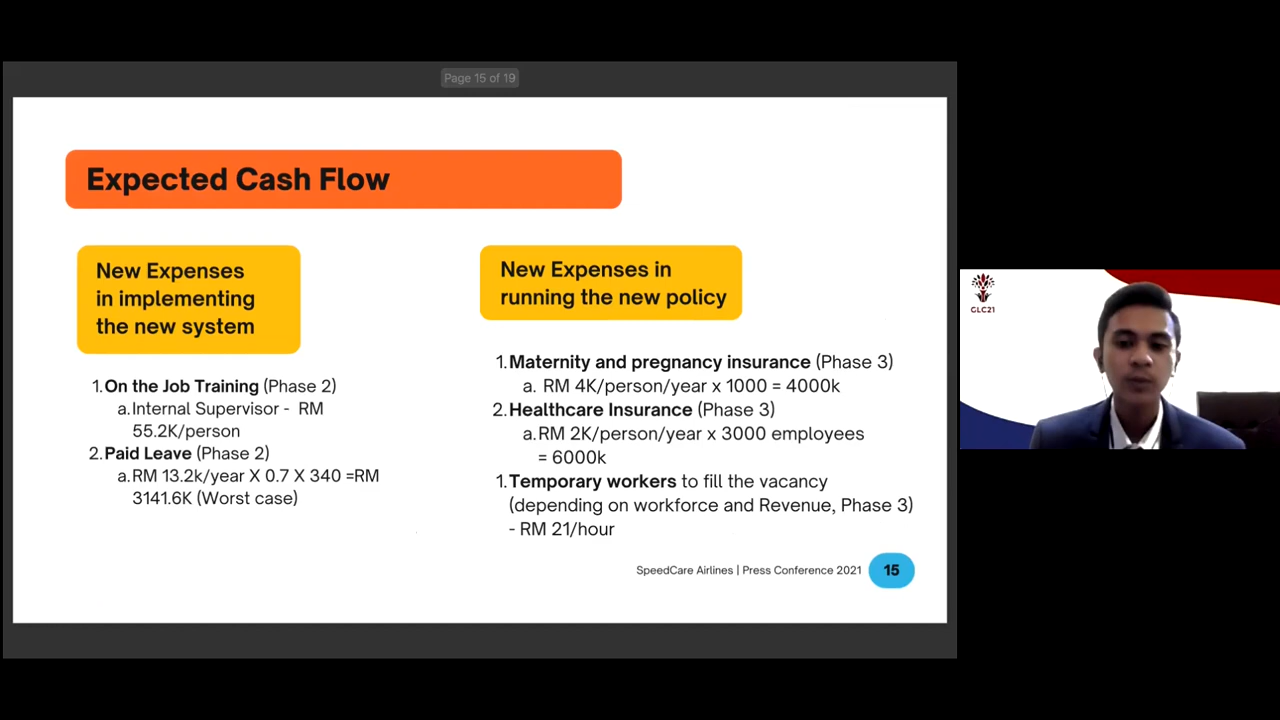 Page 15 of 19
Expected Cash Flow
New Expenses
in implementing
the new system
1. On the Job Training (Phase 2)
a. Internal Supervisor - RM
55.2K/person
2. Paid Leave (Phase 2)
a. RM 13.2k/year X 0.7 X 340 =RM
3141.6K (Worst case)
New Expenses in
running the new policy
1. Maternity and pregnancy insurance (Phase 3)
a. RM 4K/person/year x 1000 = 4000k
2. Healthcare Insurance (Phase 3)
a. RM 2K/person/year x 3000 employees
= 6000k
1. Temporary workers to fill the vacancy
(depending on workforce and Revenue, Phase 3)
- RM 21/hour
SpeedCare Airlines | Press Conference 2021
15
GLC21